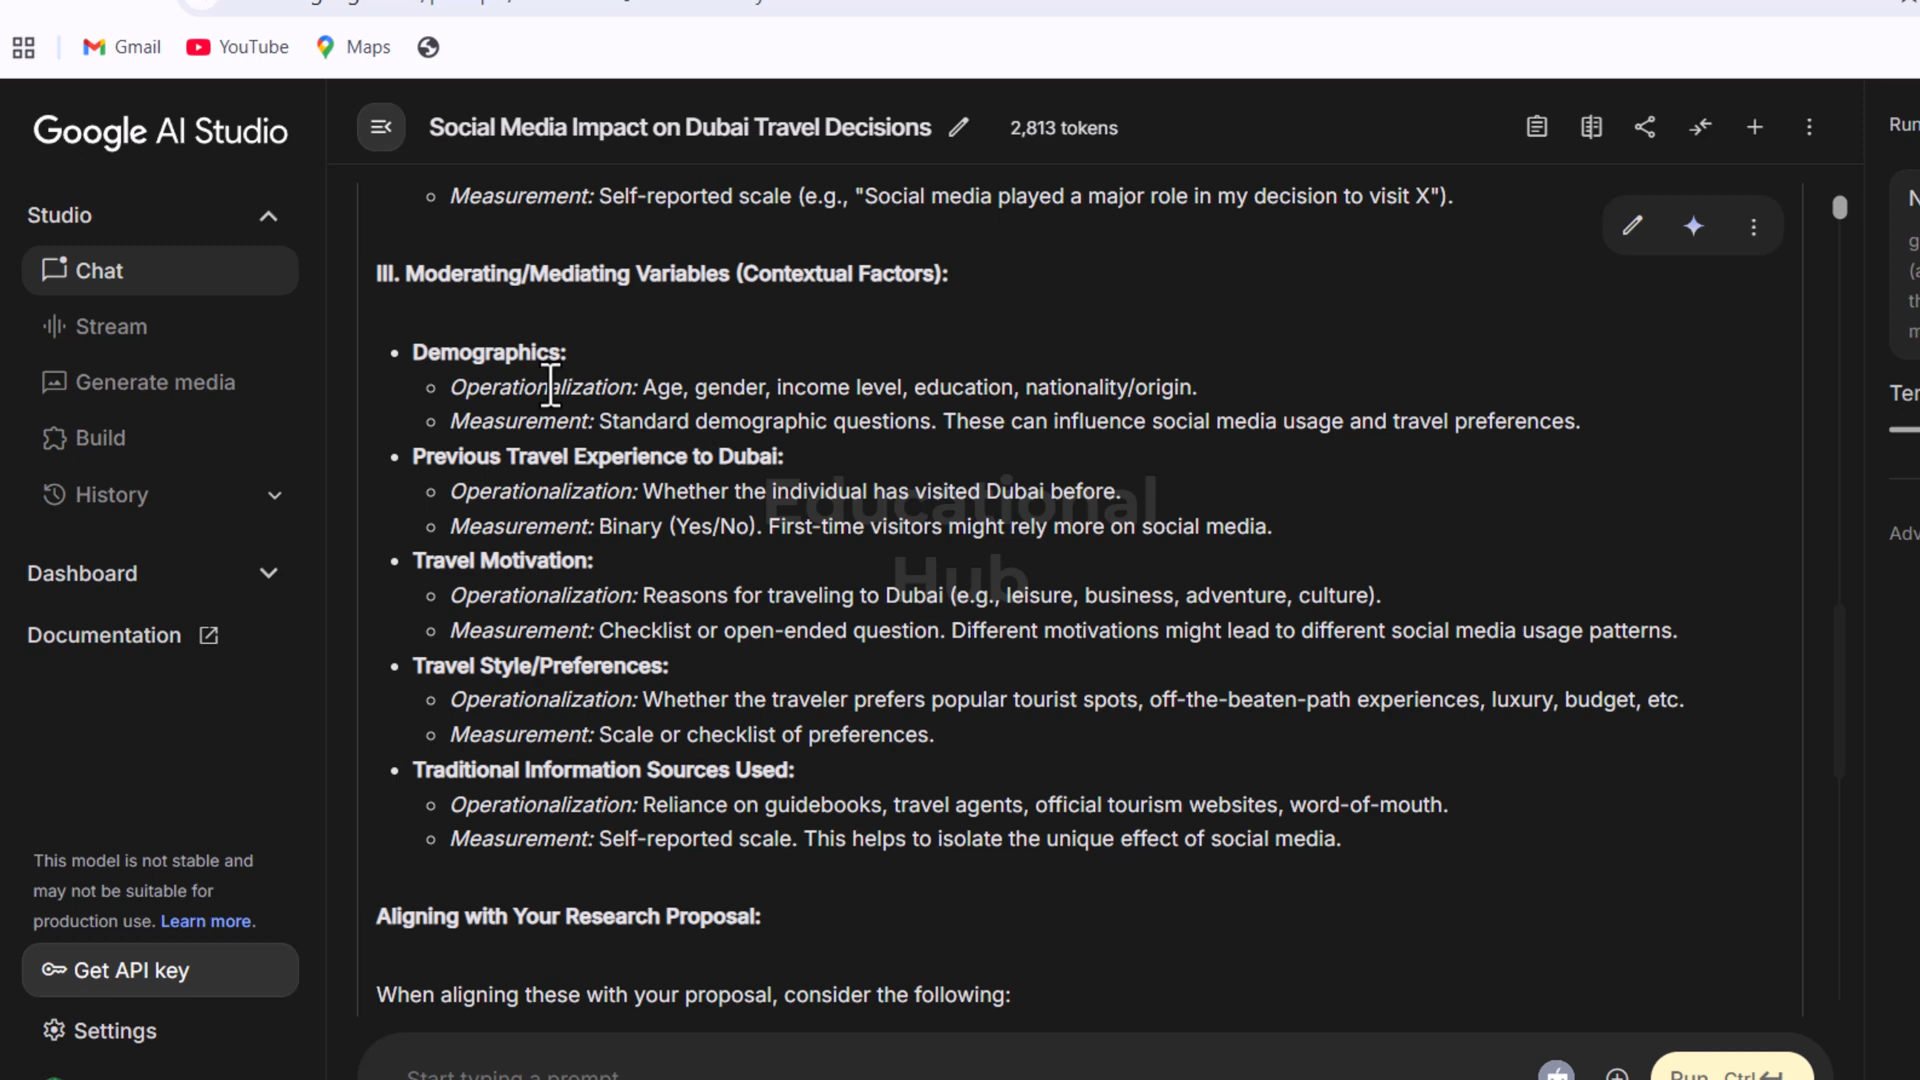 Gmail YouTube Maps
Google AI Studio
Social Media Impact on Dubai Travel Decisions 2,813 tokens
Run
Studio
Chat
Stream
Generate media
Build
History
Dashboard
Documentation
This model is not stable and
may not be suitable for
production use. Learn more.
Get API key
Settings
◦ Measurement: Self-reported scale (e.g., "Social media played a major role in my decision to visit X").
III. Moderating/Mediating Variables (Contextual Factors):
• Demographics:
◦ Operationalization: Age, gender, income level, education, nationality/origin.
◦ Measurement: Standard demographic questions. These can influence social media usage and travel preferences.
• Previous Travel Experience to Dubai:
◦ Operationalization: Whether the individual has visited Dubai before.
◦ Measurement: Binary (Yes/No). First-time visitors might rely more on social media.
• Travel Motivation:
◦ Operationalization: Reasons for traveling to Dubai (e.g., leisure, business, adventure, culture).
◦ Measurement: Checklist or open-ended question. Different motivations might lead to different social media usage patterns.
• Travel Style/Preferences:
◦ Operationalization: Whether the traveler prefers popular tourist spots, off-the-beaten-path experiences, luxury, budget, etc.
◦ Measurement: Scale or checklist of preferences.
• Traditional Information Sources Used:
◦ Operationalization: Reliance on guidebooks, travel agents, official tourism websites, word-of-mouth.
◦ Measurement: Self-reported scale. This helps to isolate the unique effect of social media.
Aligning with Your Research Proposal:
When aligning these with your proposal, consider the following:
Educational
Hub
Start typing a prompt
Run Ctrl